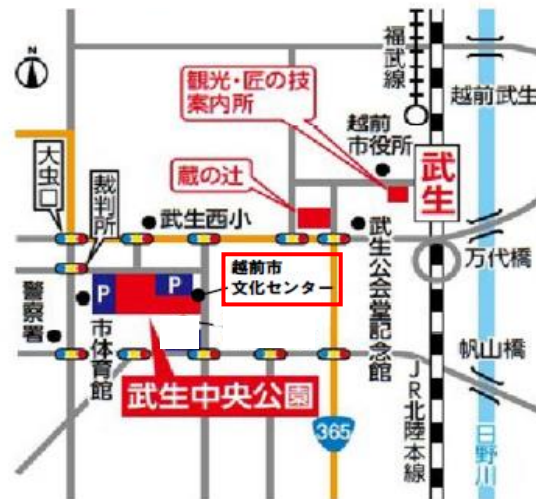 N
福武線
越前武生
観光・匠の技
案内所
越前
市役所
武生
蔵の辻
大虫口
裁判所
武生西小
武生公会堂記念館
万代橋
越前市
文化センター
P
P
警察署
市体育館
帆山橋
武生中央公園
365
JR北陸本線
日野川